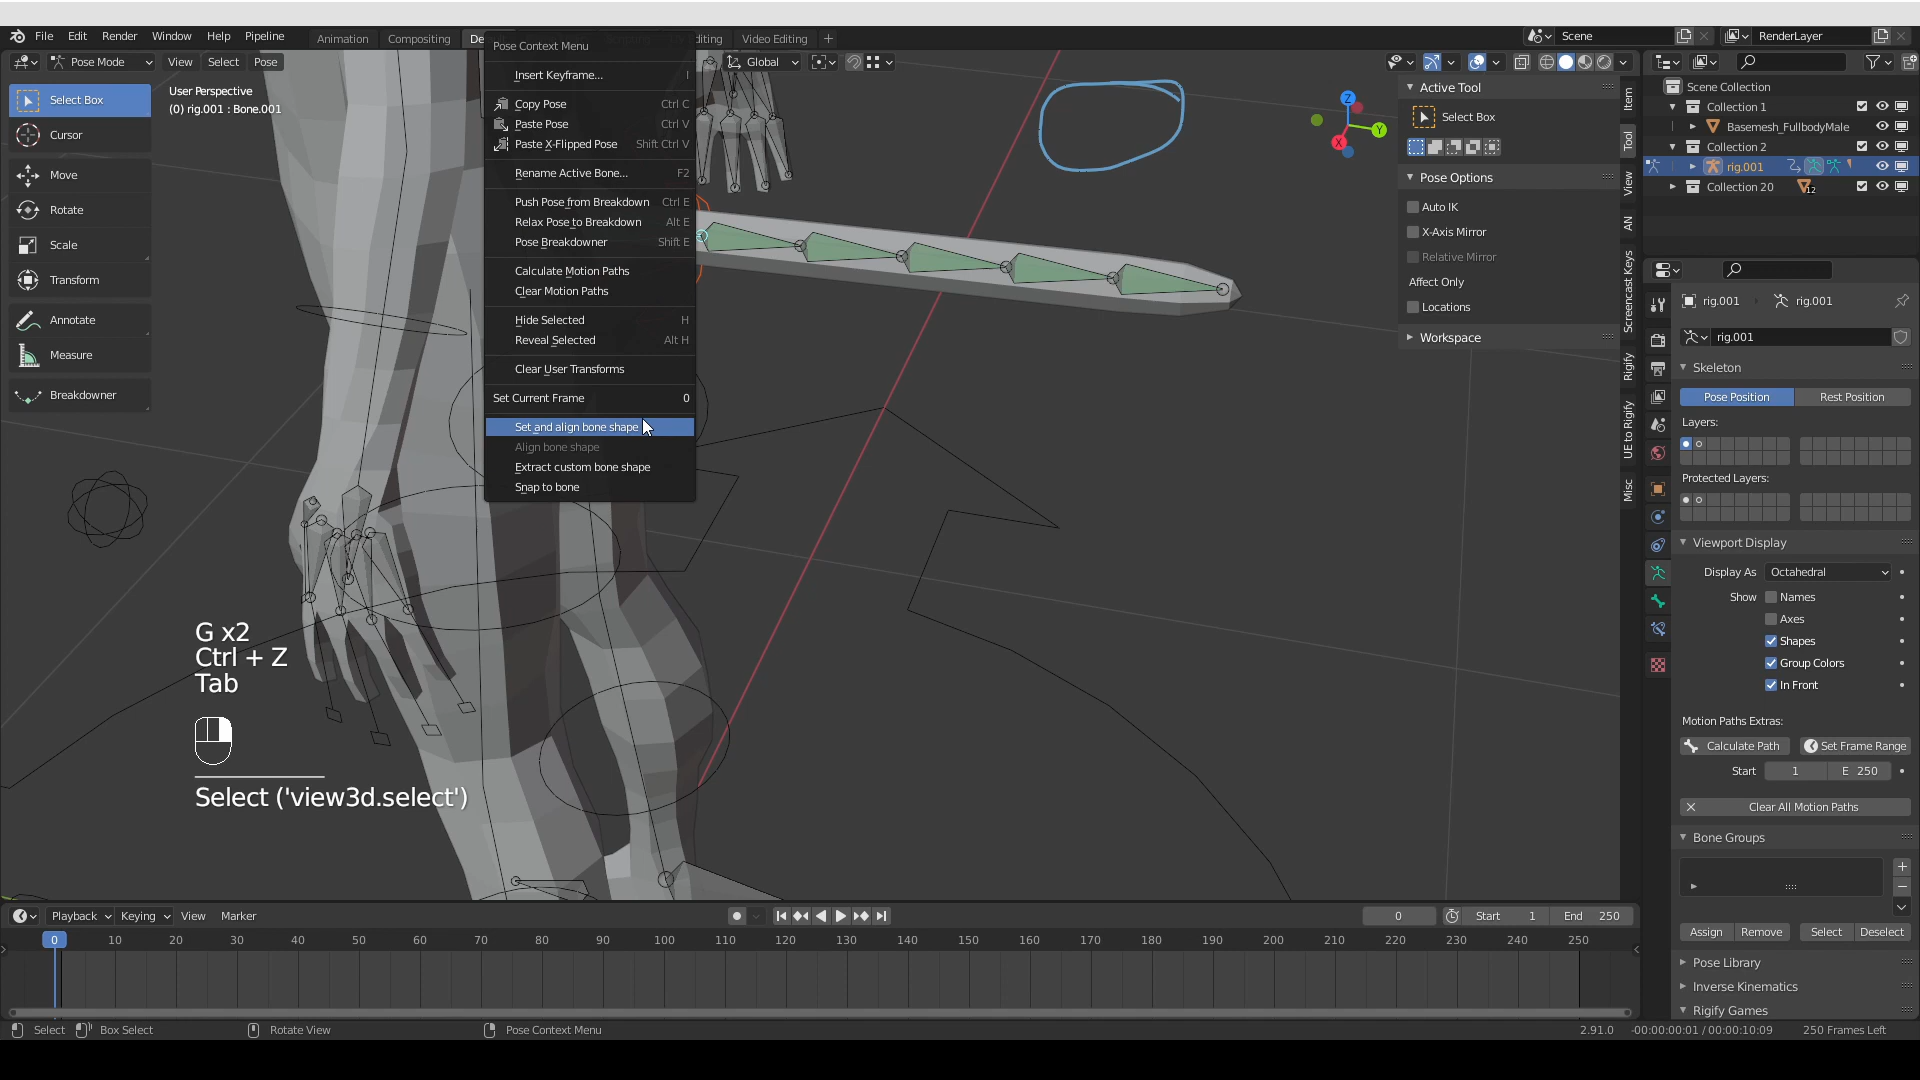 File Edit Render Window Help Pipeline Animation Compositing De Editing Video Editing + Scene RenderLayer
Pose Mode View Select Pose Global
Select Box
Cursor
Move
Rotate
Scale
Transform
Annotate
Measure
Breakdowner
User Perspective
(0) rig.001 : Bone.001
Pose Context Menu
Insert Keyframe... I
Copy Pose Ctrl C
Paste Pose Ctrl V
Paste X-Flipped Pose Shift Ctrl V
Rename Active Bone... F2
Push Pose from Breakdown Ctrl E
Relax Pose to Breakdown Alt E
Pose Breakdowner Shift E
Calculate Motion Paths
Clear Motion Paths
Hide Selected H
Reveal Selected Alt H
Clear User Transforms
Set Current Frame 0
Set and align bone shape
Align bone shape
Extract custom bone shape
Snap to bone
G x2
Ctrl + Z
Tab
Select ('view3d.select')
Z
Y
X
Active Tool
Select Box
Pose Options
Auto IK
X-Axis Mirror
Relative Mirror
Affect Only
Locations
Workspace
Item
Tool
View
AN
Screencast Keys
Rigify
UE to Rigify
Misc
Scene Collection
Collection 1
Basemesh_FullbodyMale
Collection 2
rig.001
Collection 20 12
rig.001 rig.001
rig.001
Skeleton
Pose Position Rest Position
Layers:
Protected Layers:
Viewport Display
Display As Octahedral
Show Names
Axes
Shapes
Group Colors
In Front
Motion Paths Extras:
Calculate Path Set Frame Range
Start 1 E 250
Clear All Motion Paths
Bone Groups
Assign Remove Select Deselect
Pose Library
Inverse Kinematics
Rigify Games
Playback Keying View Marker 0 Start 1 End 250
0 10 20 30 40 50 60 70 80 90 100 110 120 130 140 150 160 170 180 190 200 210 220 230 240 250
Select Box Select Rotate View Pose Context Menu 2.91.0 -00:00:00:01 / 00:00:10:09 250 Frames Left